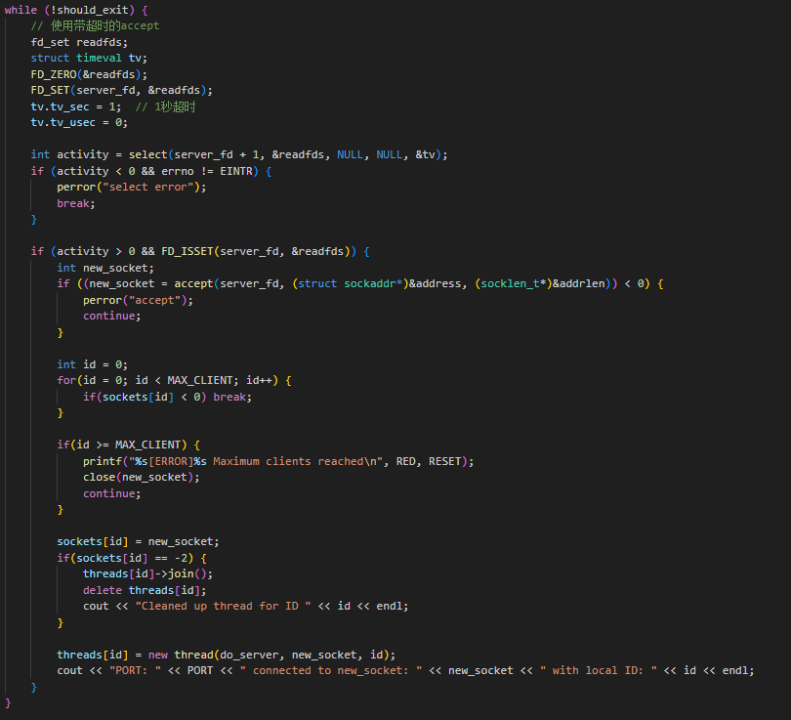 while (!should_exit) {
    // 使用带超时的accept
    fd_set readfds;
    struct timeval tv;
    FD_ZERO(&readfds);
    FD_SET(server_fd, &readfds);
    tv.tv_sec = 1;  // 1秒超时
    tv.tv_usec = 0;

    int activity = select(server_fd + 1, &readfds, NULL, NULL, &tv);
    if (activity < 0 && errno != EINTR) {
        perror("select error");
        break;
    }

    if (activity > 0 && FD_ISSET(server_fd, &readfds)) {
        int new_socket;
        if ((new_socket = accept(server_fd, (struct sockaddr*)&address, (socklen_t*)&addrlen)) < 0) {
            perror("accept");
            continue;
        }

        int id = 0;
        for(id = 0; id < MAX_CLIENT; id++) {
            if(sockets[id] < 0) break;
        }

        if(id >= MAX_CLIENT) {
            printf("%s[ERROR]%s Maximum clients reached\n", RED, RESET);
            close(new_socket);
            continue;
        }

        sockets[id] = new_socket;
        if(sockets[id] == -2) {
            threads[id]->join();
            delete threads[id];
            cout << "Cleaned up thread for ID " << id << endl;
        }

        threads[id] = new thread(do_server, new_socket, id);
        cout << "PORT: " << PORT << " connected to new_socket: " << new_socket << " with local ID: " << id << endl;
    }
}